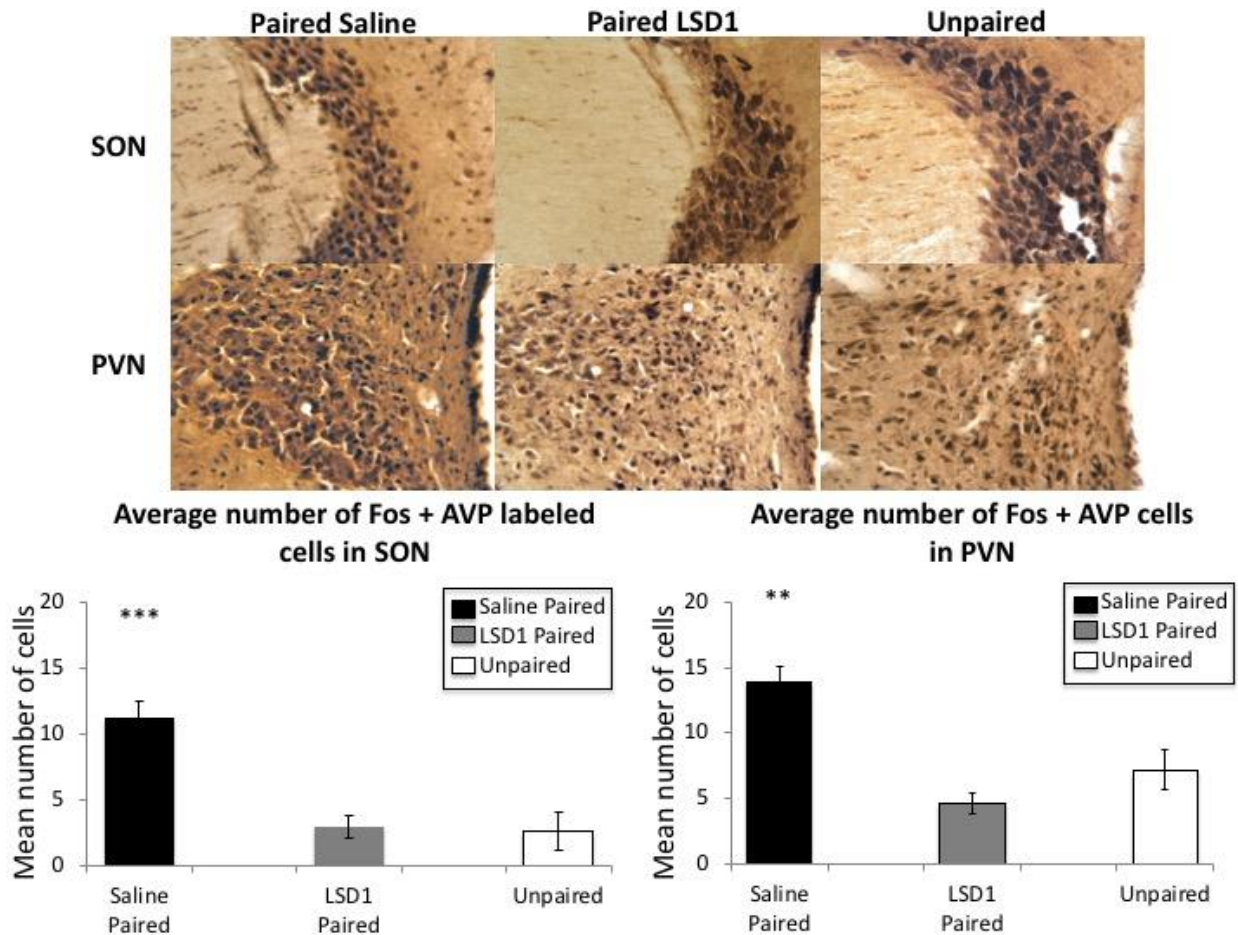 Paired Saline
Paired LSD1
Unpaired
SON
PVN
Average number of Fos + AVP labeled
cells in SON
Mean number of cells
20
15
10
5
0
***
Saline Paired
LSD1 Paired
Unpaired
Saline
Paired
LSD1
Paired
Unpaired
Average number of Fos + AVP cells
in PVN
Mean number of cells
20
15
10
5
0
**
Saline Paired
LSD1 Paired
Unpaired
Saline
Paired
LSD1
Paired
Unpaired